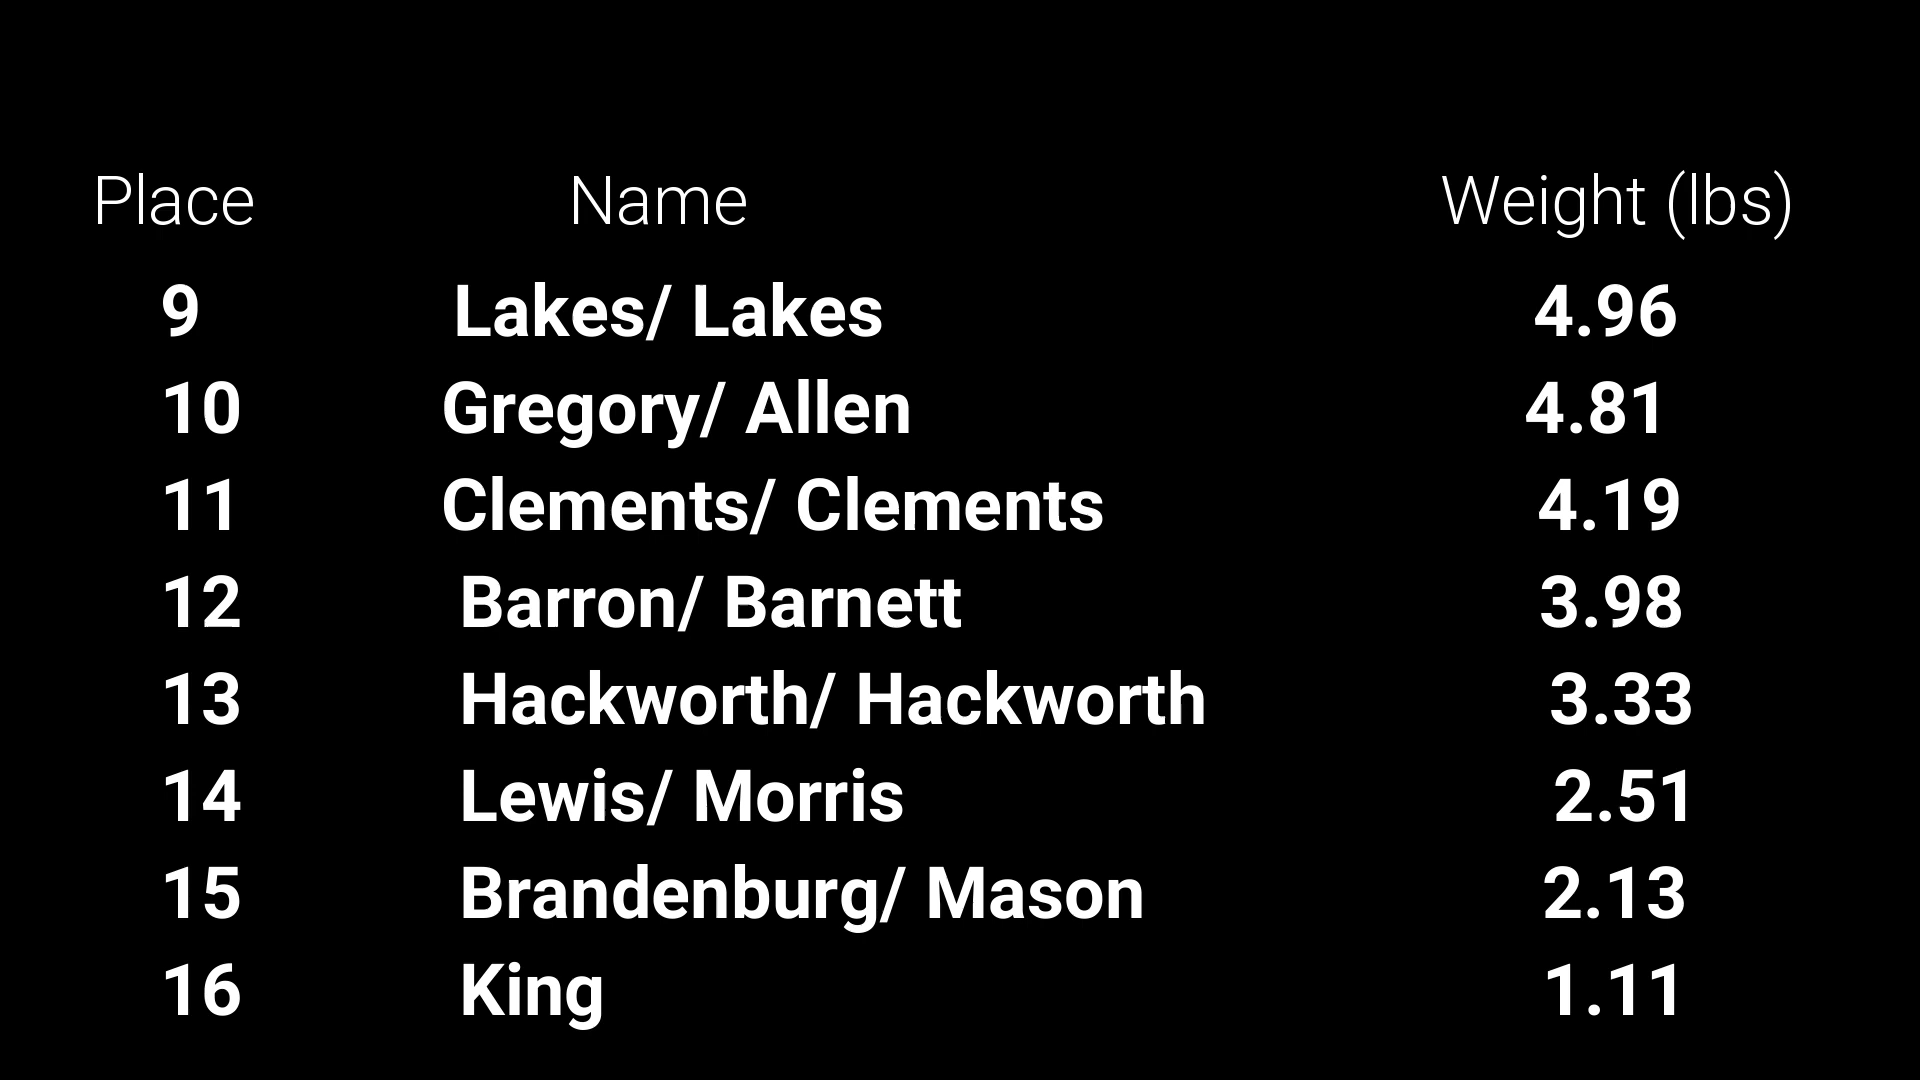 Place Name Weight (lbs)
9 Lakes/ Lakes 4.96
10 Gregory/ Allen 4.81
11 Clements/ Clements 4.19
12 Barron/ Barnett 3.98
13 Hackworth/ Hackworth 3.33
14 Lewis/ Morris 2.51
15 Brandenburg/ Mason 2.13
16 King 1.11